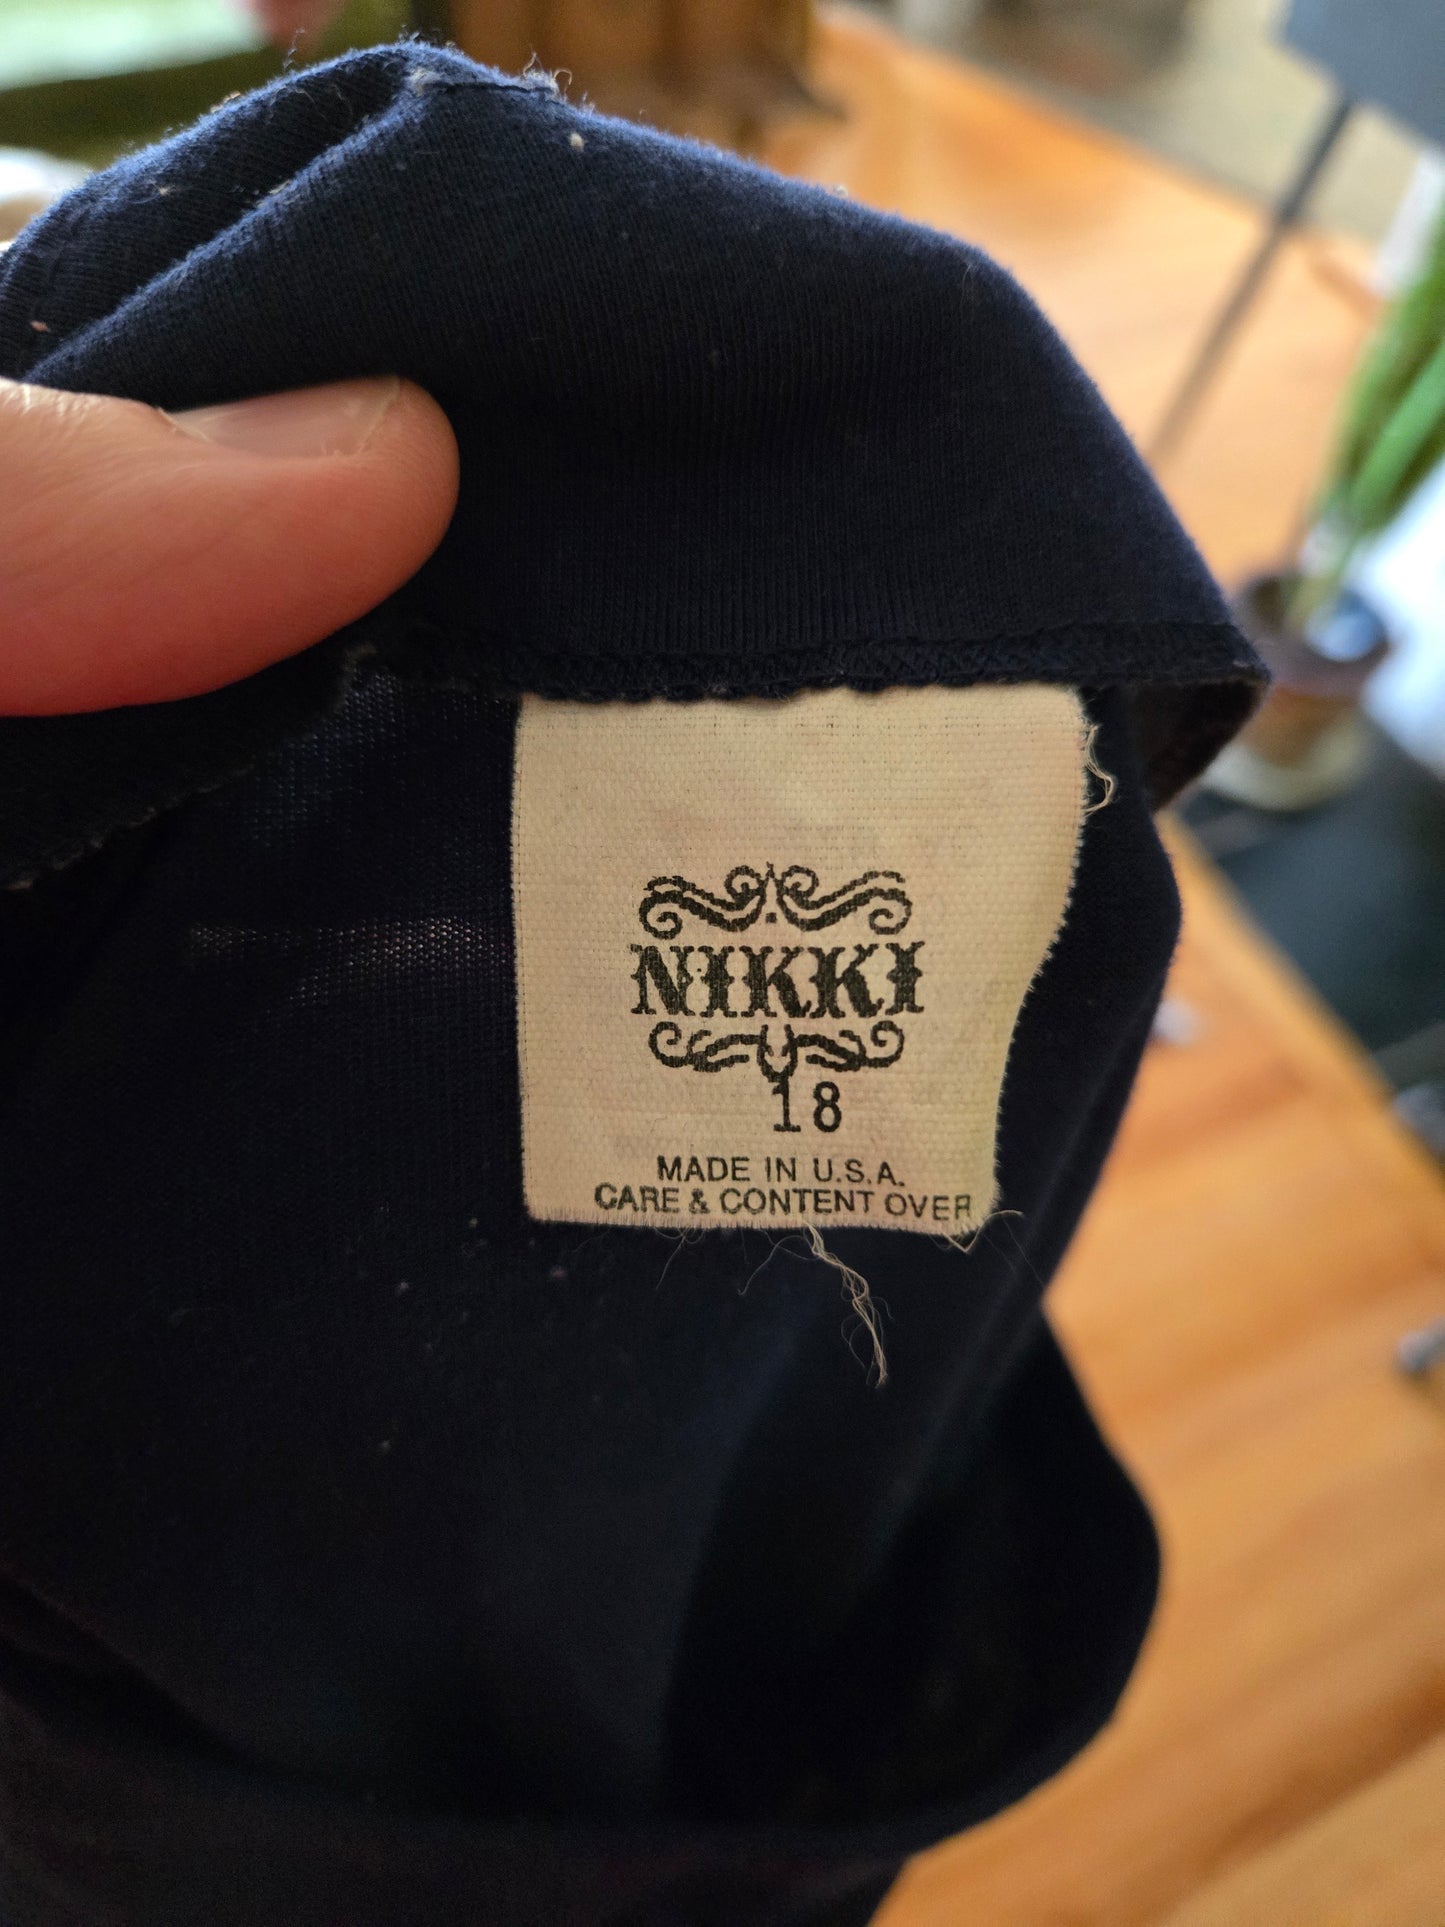 NIKKI
18
MADE IN U.S.A.
CARE & CONTENT OVER